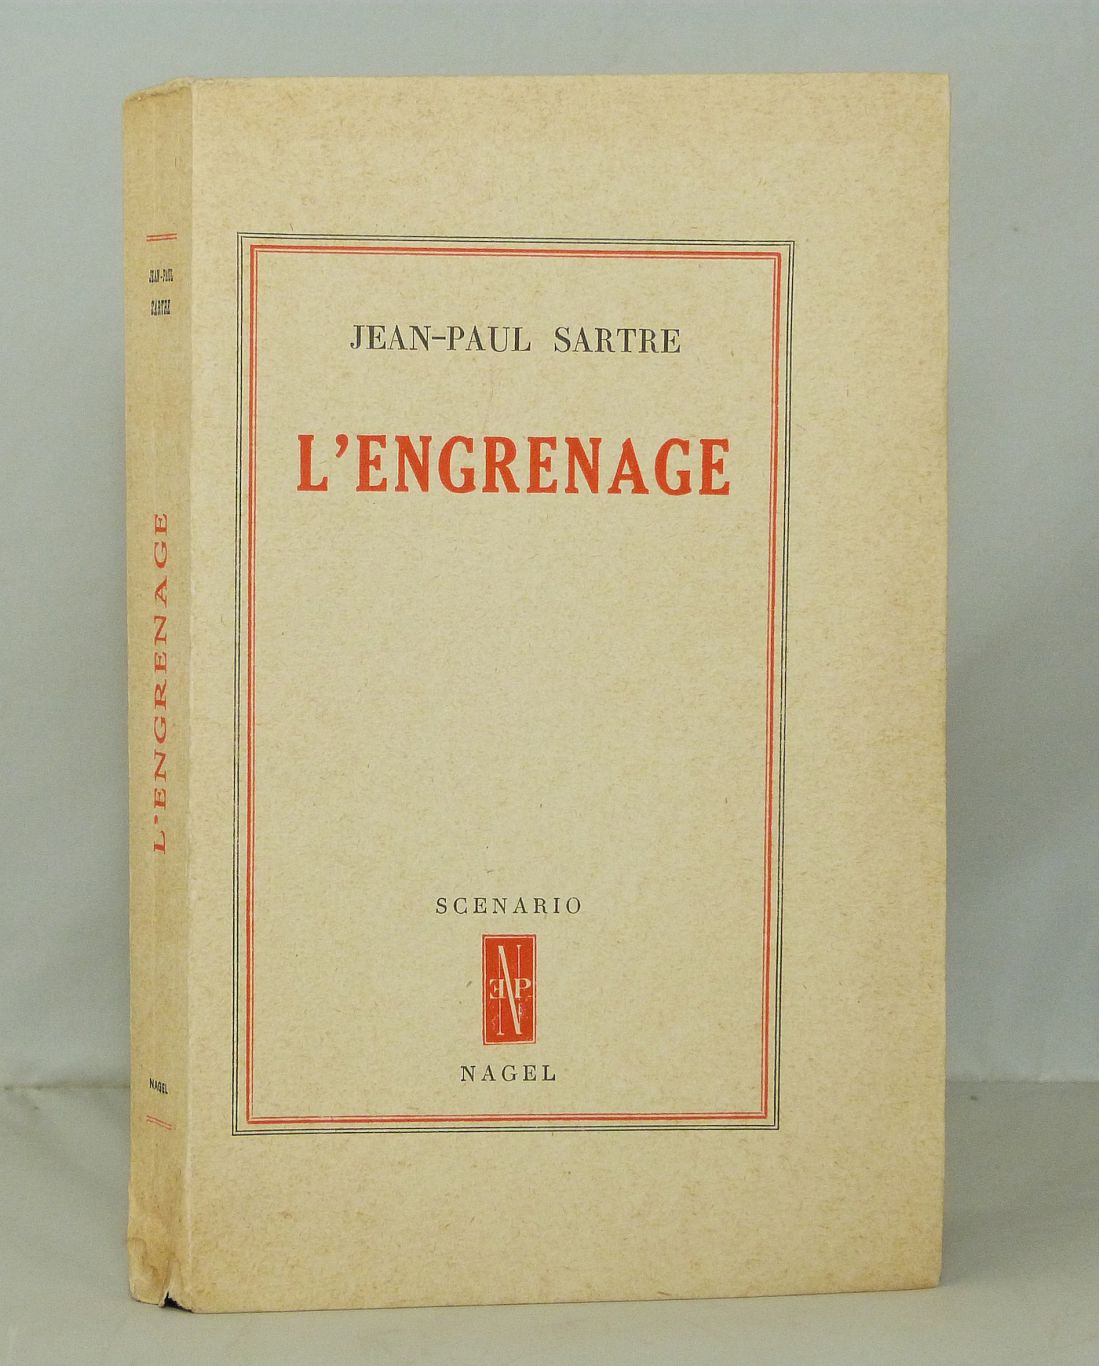 JEAN-PAUL SARTRE
L'ENGRENAGE
SCENARIO
ENP
NAGEL
JEAN-PAUL
SARTRE
L'ENGRENAGE
NAGEL